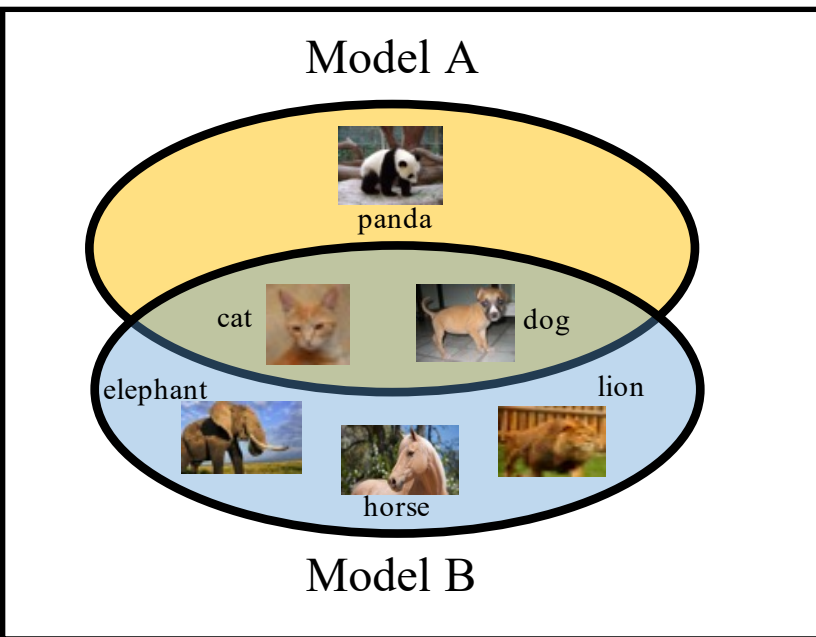 Model A
panda
cat
dog
elephant
lion
horse
Model B